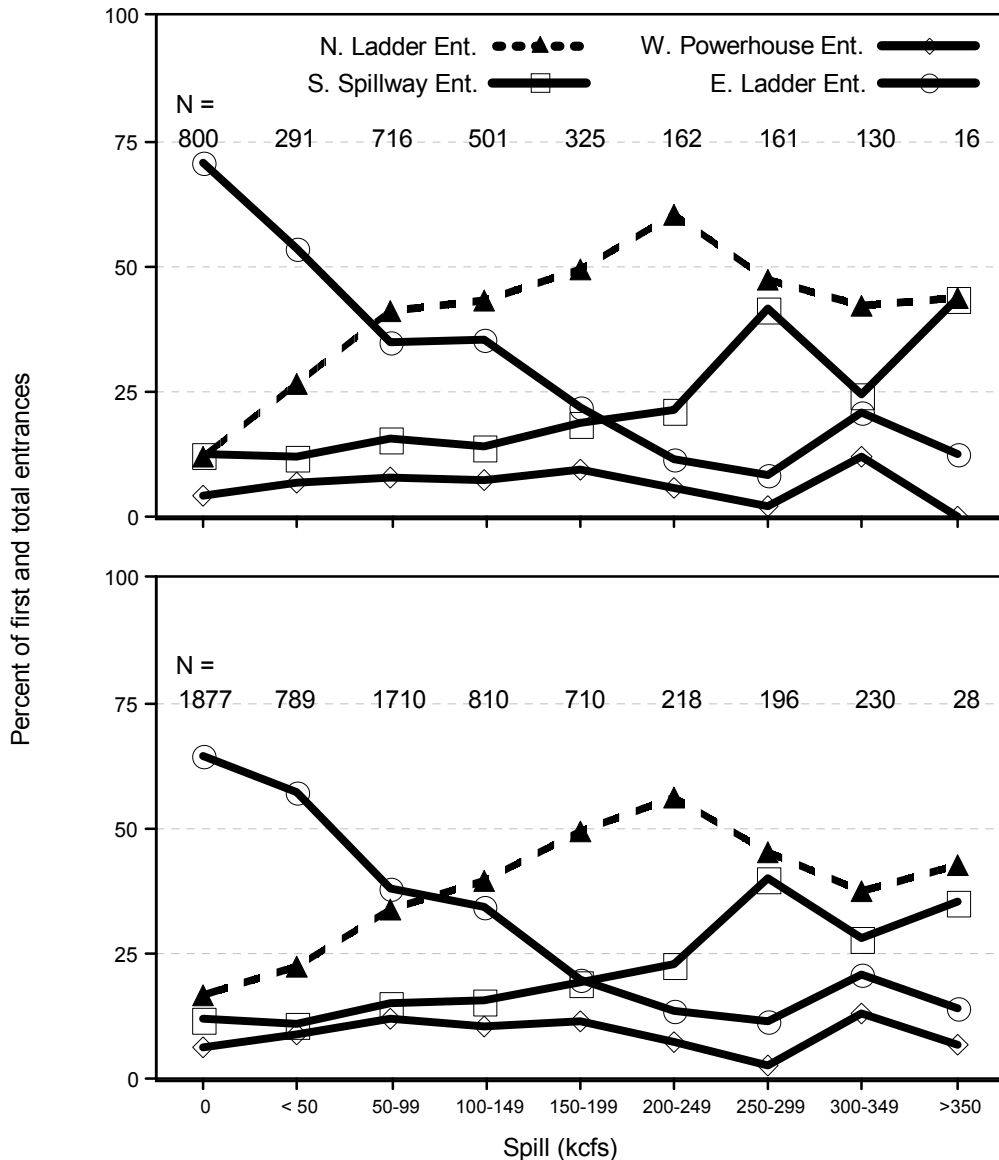 Percent of first and total entrances
100
N. Ladder Ent. W. Powerhouse Ent.
S. Spillway Ent. E. Ladder Ent.
N =
75 800 291 716 501 325 162 161 130 16
50
25
0
100
N =
75 1877 789 1710 810 710 218 196 230 28
50
25
0
0 < 50 50-99 100-149 150-199 200-249 250-299 300-349 >350
Spill (kcfs)